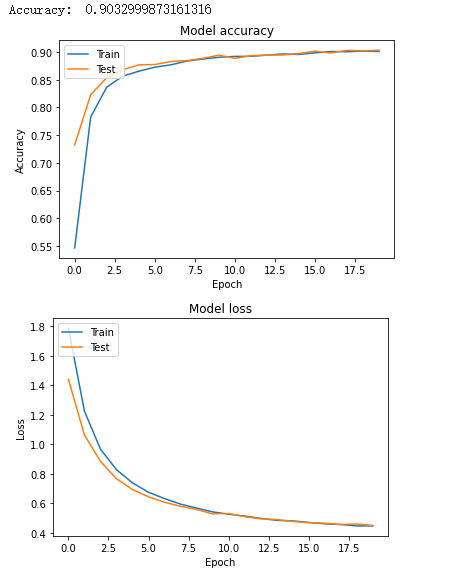 Accuracy: 0.9032999873161316
Model accuracy
Train
Test
0.90
0.85
0.80
0.75
0.70
0.65
0.60
0.55
Accuracy
0.0 2.5 5.0 7.5 10.0 12.5 15.0 17.5
Epoch
Model loss
Train
Test
1.8
1.6
1.4
1.2
1.0
0.8
0.6
0.4
Loss
0.0 2.5 5.0 7.5 10.0 12.5 15.0 17.5
Epoch